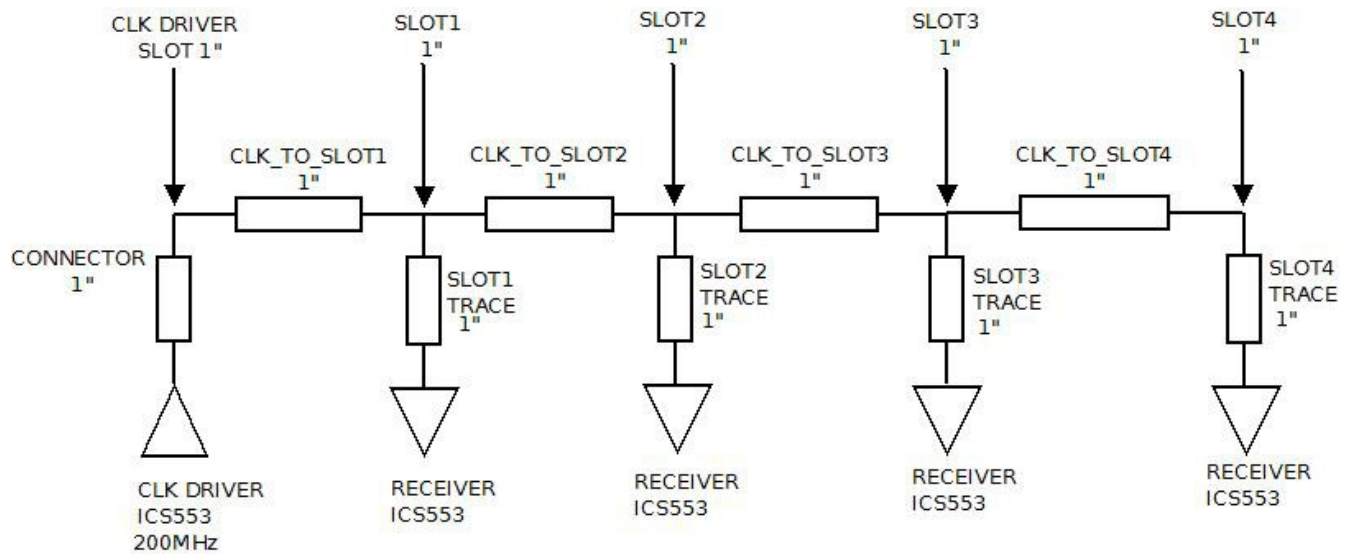 CLK DRIVER
SLOT 1"
SLOT1
1"
SLOT2
1"
SLOT3
1"
SLOT4
1"
CLK_TO_SLOT1
1"
CLK_TO_SLOT2
1"
CLK_TO_SLOT3
1"
CLK_TO_SLOT4
1"
CONNECTOR
1"
SLOT1
TRACE
1"
SLOT2
TRACE
1"
SLOT3
TRACE
1"
SLOT4
TRACE
1"
CLK DRIVER
ICS553
200MHz
RECEIVER
ICS553
RECEIVER
ICS553
RECEIVER
ICS553
RECEIVER
ICS553